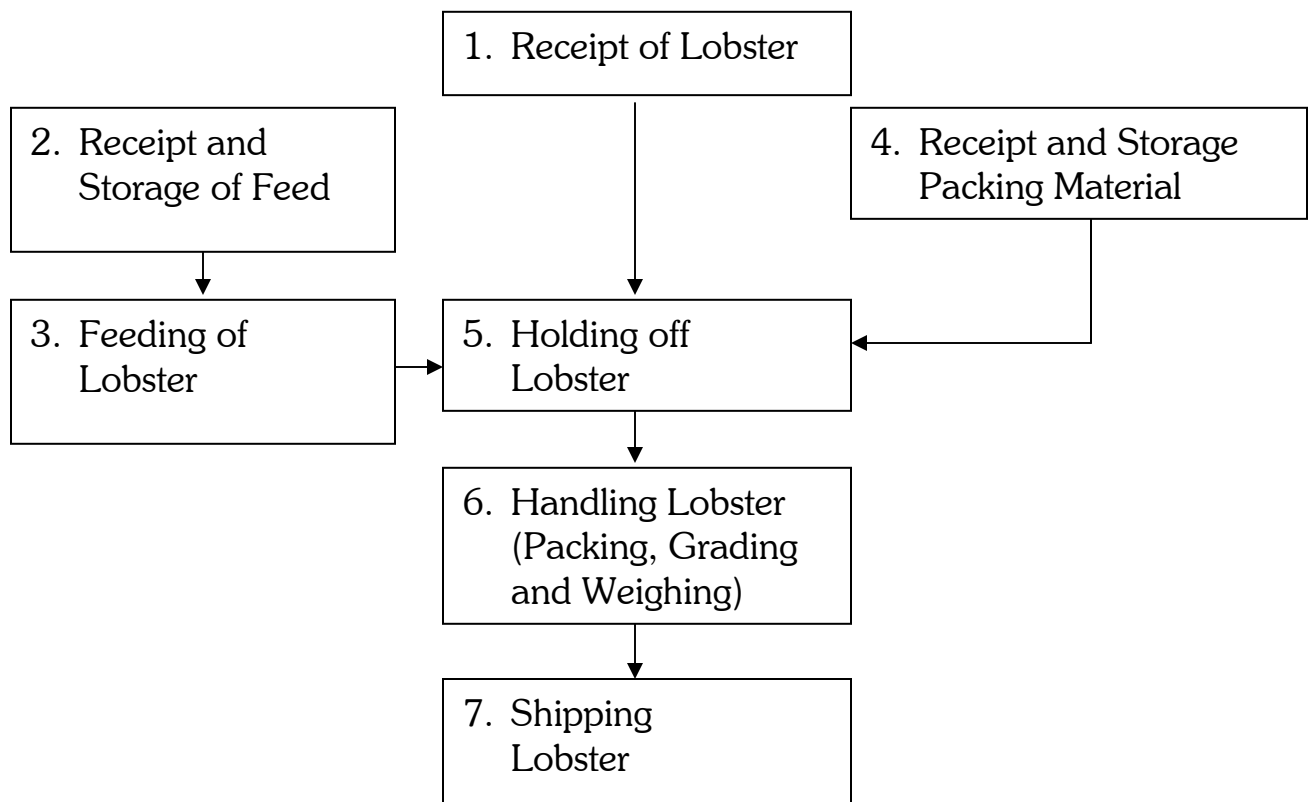 1. Receipt of Lobster
2. Receipt and
Storage of Feed
4. Receipt and Storage
Packing Material
3. Feeding of
Lobster
5. Holding off
Lobster
6. Handling Lobster
(Packing, Grading
and Weighing)
7. Shipping
Lobster